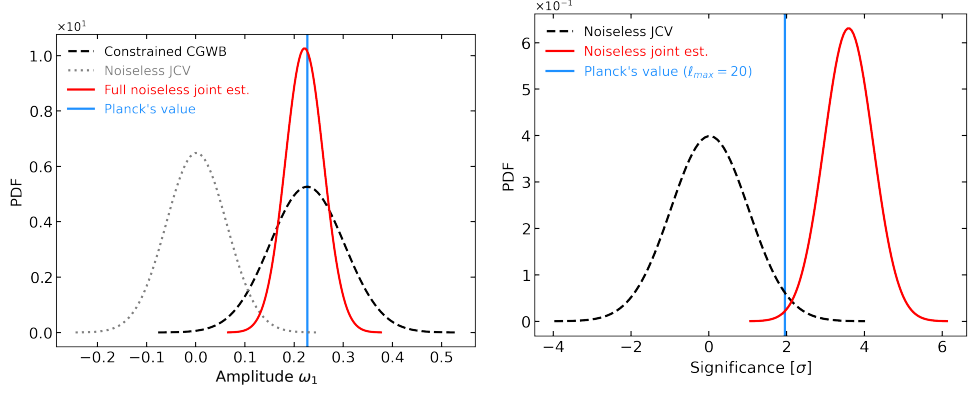 ×10¹
Constrained CGWB
Noiseless JCV
Full noiseless joint est.
Planck's value
PDF
1.0
0.8
0.6
0.4
0.2
0.0
−0.2 −0.1 0.0 0.1 0.2 0.3 0.4 0.5
Amplitude ω₁
×10⁻¹
Noiseless JCV
Noiseless joint est.
Planck's value (ℓₘₐₓ = 20)
PDF
6
5
4
3
2
1
0
−4 −2 0 2 4 6
Significance [σ]